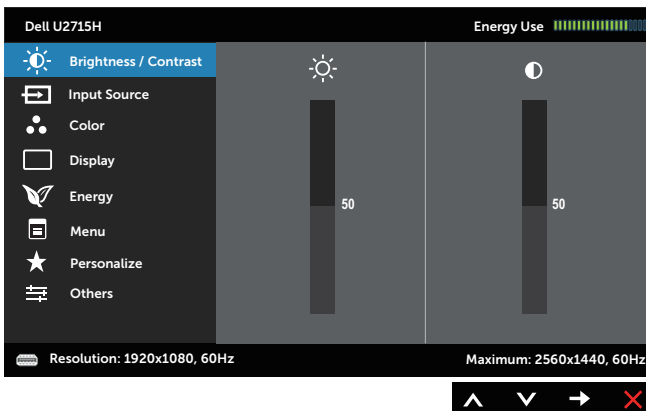 Dell U2715H
Energy Use
Brightness / Contrast
Input Source
Color
Display
Energy
Menu
Personalize
Others
50
50
Resolution: 1920x1080, 60Hz
Maximum: 2560x1440, 60Hz